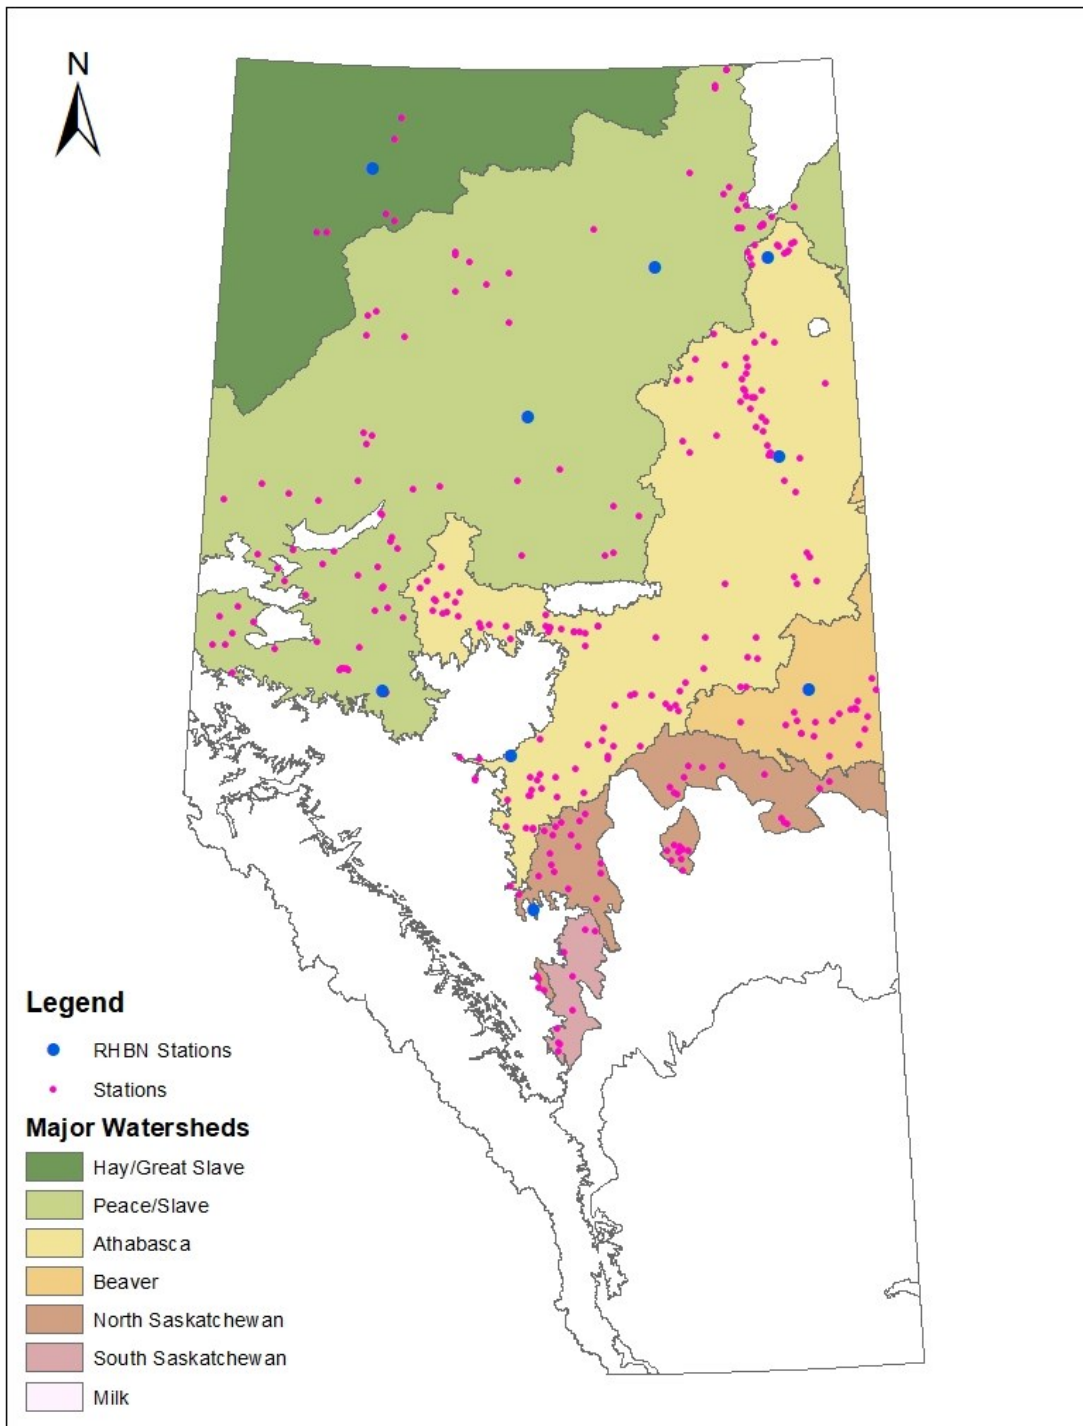 N
Legend
RHBN Stations
Stations
Major Watersheds
Hay/Great Slave
Peace/Slave
Athabasca
Beaver
North Saskatchewan
South Saskatchewan
Milk